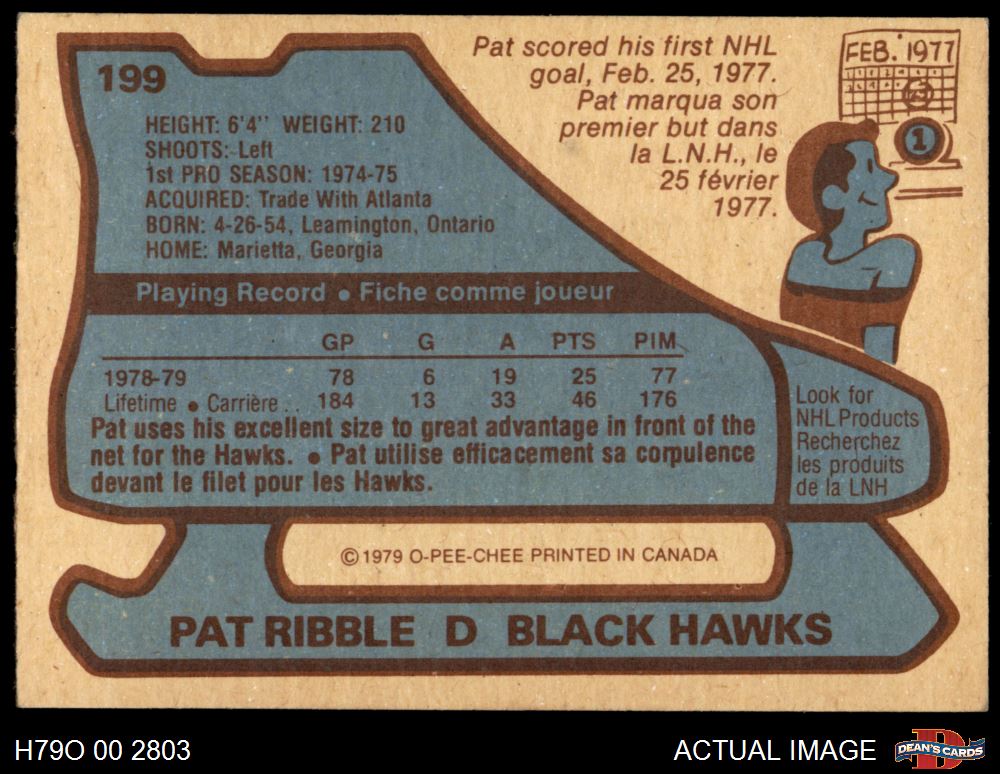 199
HEIGHT: 6'4" WEIGHT: 210
SHOOTS: Left
1st PRO SEASON: 1974-75
ACQUIRED: Trade With Atlanta
BORN: 4-26-54, Leamington, Ontario
HOME: Marietta, Georgia
Pat scored his first NHL
goal, Feb. 25, 1977.
Pat marqua son
premier but dans
la L.N.H., le
25 février
1977.
FEB. 1977
1
Playing Record • Fiche comme joueur
GP G A PTS PIM
1978-79 78 6 19 25 77
Lifetime • Carrière .. 184 13 33 46 176
Pat uses his excellent size to great advantage in front of the
net for the Hawks. • Pat utilise efficacement sa corpulence
devant le filet pour les Hawks.
Look for
NHL Products
Recherchez
les produits
de la LNH
© 1979 O-PEE-CHEE PRINTED IN CANADA
PAT RIBBLE D BLACK HAWKS
H79O 00 2803
ACTUAL IMAGE
D
DEAN'S CARDS